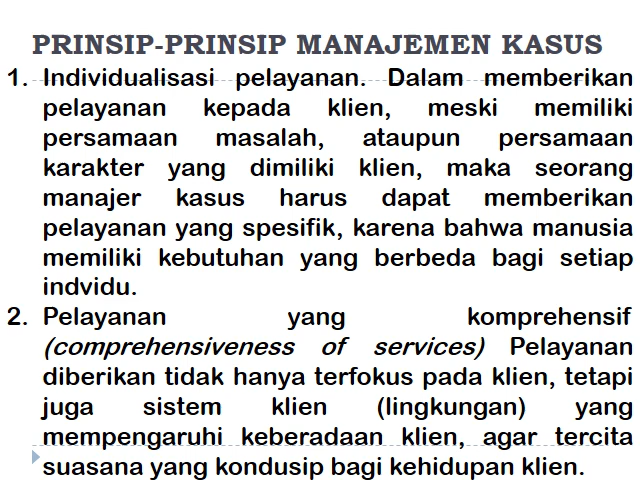 PRINSIP-PRINSIP MANAJEMEN KASUS
1. Individualisasi pelayanan. Dalam memberikan
pelayanan kepada klien, meski memiliki
persamaan masalah, ataupun persamaan
karakter yang dimiliki klien, maka seorang
manajer kasus harus dapat memberikan
pelayanan yang spesifik, karena bahwa manusia
memiliki kebutuhan yang berbeda bagi setiap
indvidu.
2. Pelayanan yang komprehensif
(comprehensiveness of services) Pelayanan
diberikan tidak hanya terfokus pada klien, tetapi
juga sistem klien (lingkungan) yang
mempengaruhi keberadaan klien, agar tercita
suasana yang kondusip bagi kehidupan klien.